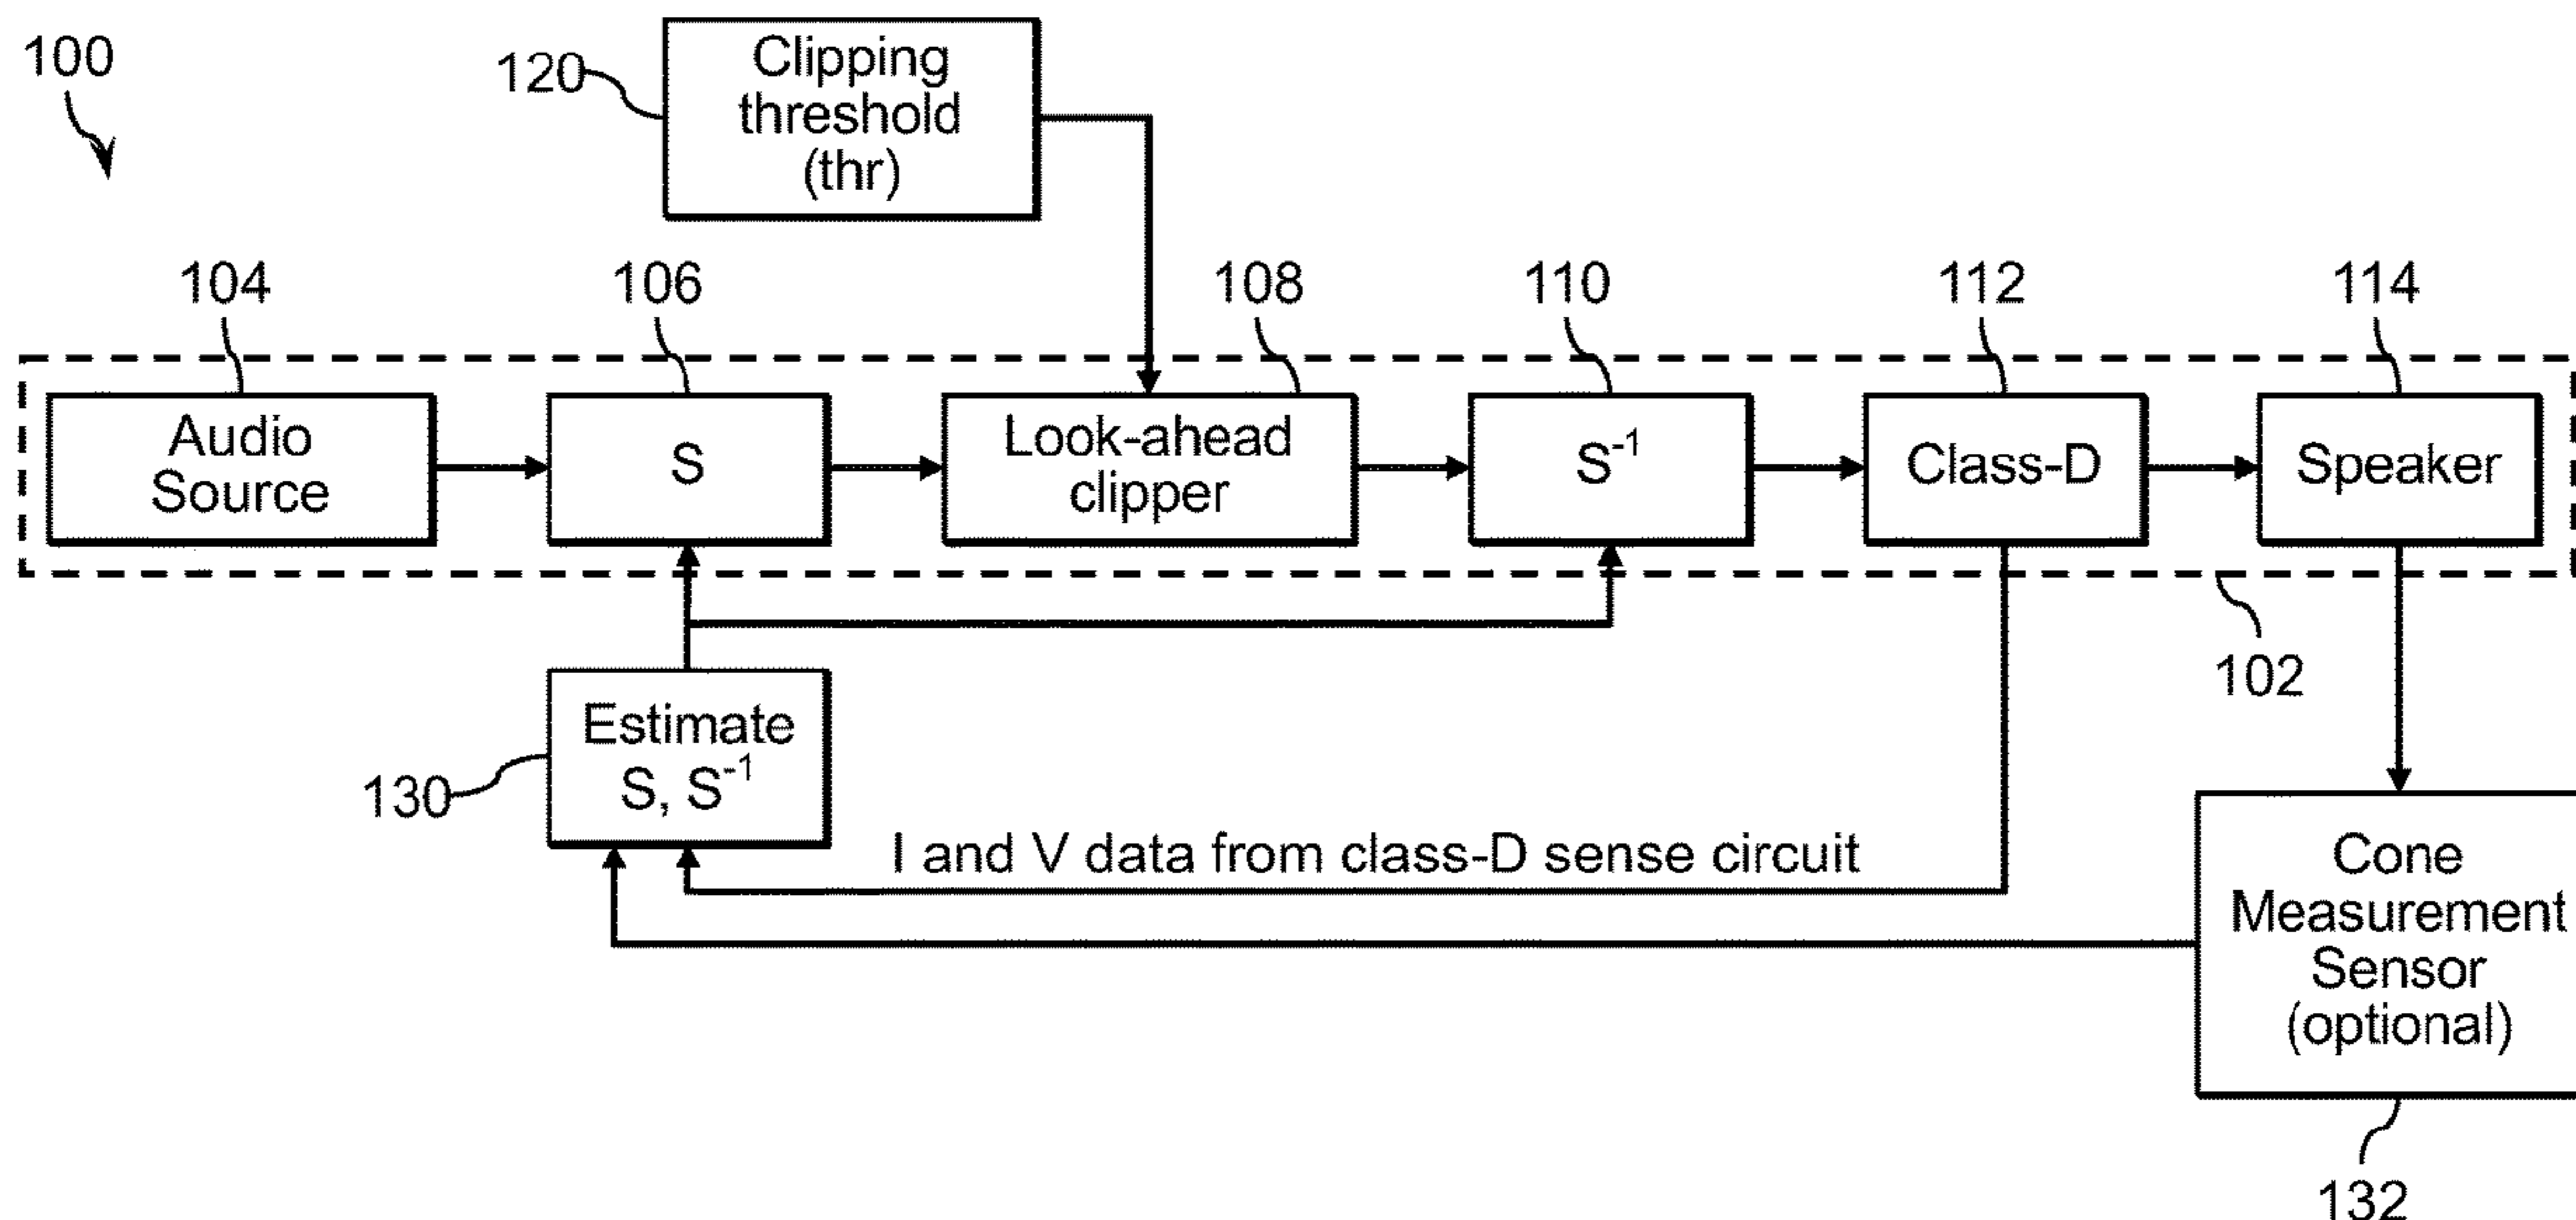 100
120
Clipping
threshold
(thr)
104
106
108
110
112
114
Audio
Source
S
Look-ahead
clipper
S⁻¹
Class-D
Speaker
102
Estimate
S, S⁻¹
130
I and V data from class-D sense circuit
Cone
Measurement
Sensor
(optional)
132